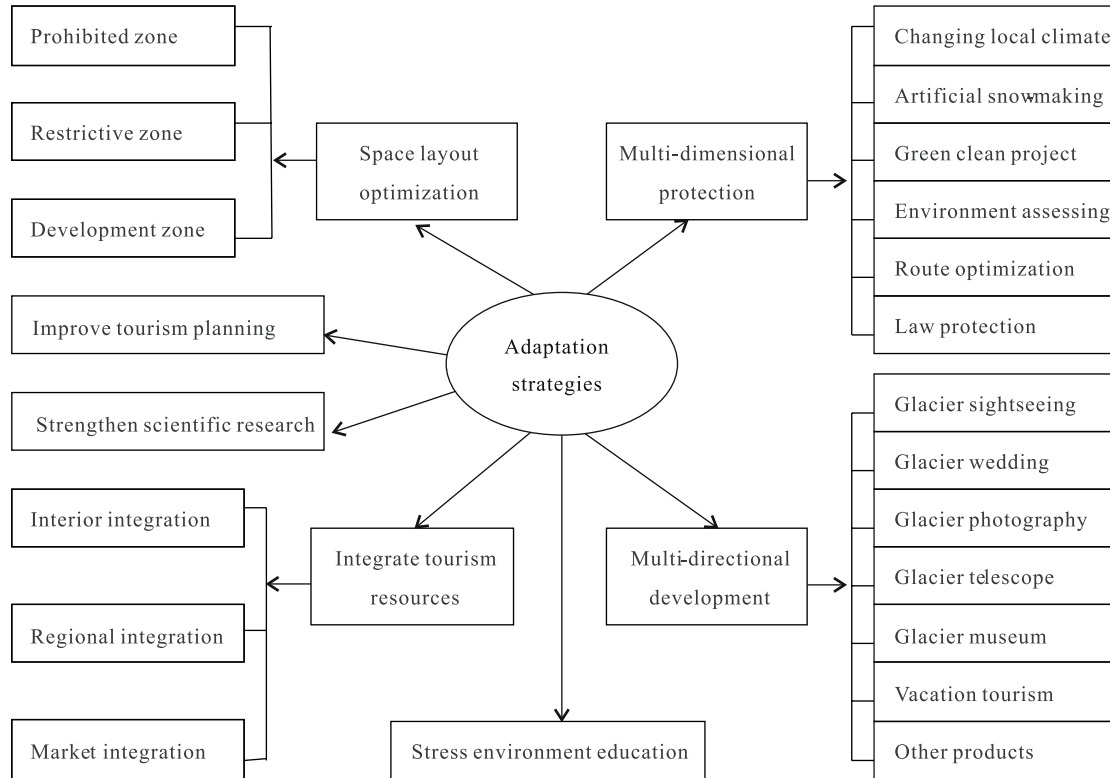 Prohibited zone
Restrictive zone
Development zone
Space layout
optimization
Multi-dimensional
protection
Changing local climate
Artificial snowmaking
Green clean project
Environment assessing
Route optimization
Law protection
Improve tourism planning
Strengthen scientific research
Adaptation
strategies
Interior integration
Regional integration
Market integration
Integrate tourism
resources
Stress environment education
Multi-directional
development
Glacier sightseeing
Glacier wedding
Glacier photography
Glacier telescope
Glacier museum
Vacation tourism
Other products